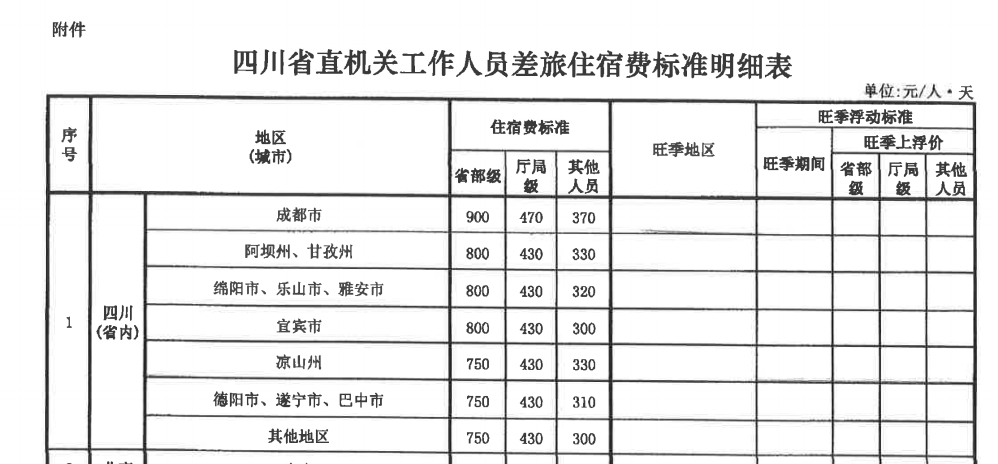 附件
四川省直机关工作人员差旅住宿费标准明细表
单位:元/人·天
序号 地区(城市) 住宿费标准 旺季地区 旺季浮动标准
旺季期间 旺季上浮价
省部级 厅局级 其他人员 省部级 厅局级 其他人员
1 四川(省内)
成都市 900 470 370
阿坝州、甘孜州 800 430 330
绵阳市、乐山市、雅安市 800 430 320
宜宾市 800 430 300
凉山州 750 430 330
德阳市、遂宁市、巴中市 750 430 310
其他地区 750 430 300